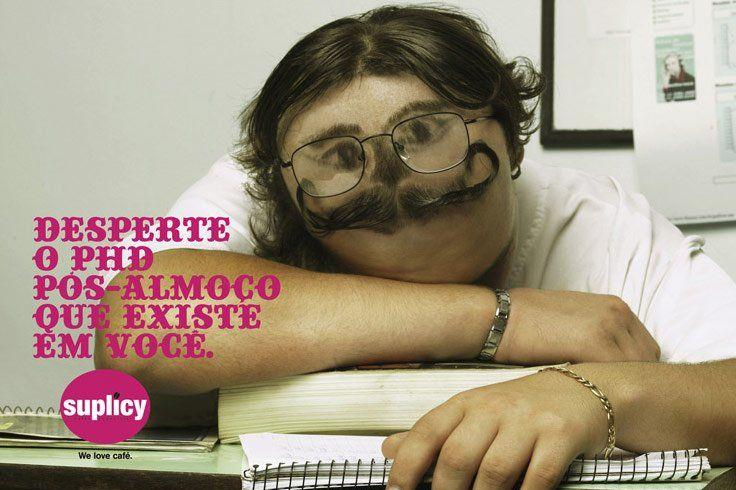 DESPERTE
O PHD
PÓS-ALMOÇO
QUE EXISTE
EM VOCÊ.
suplicy
We love café.